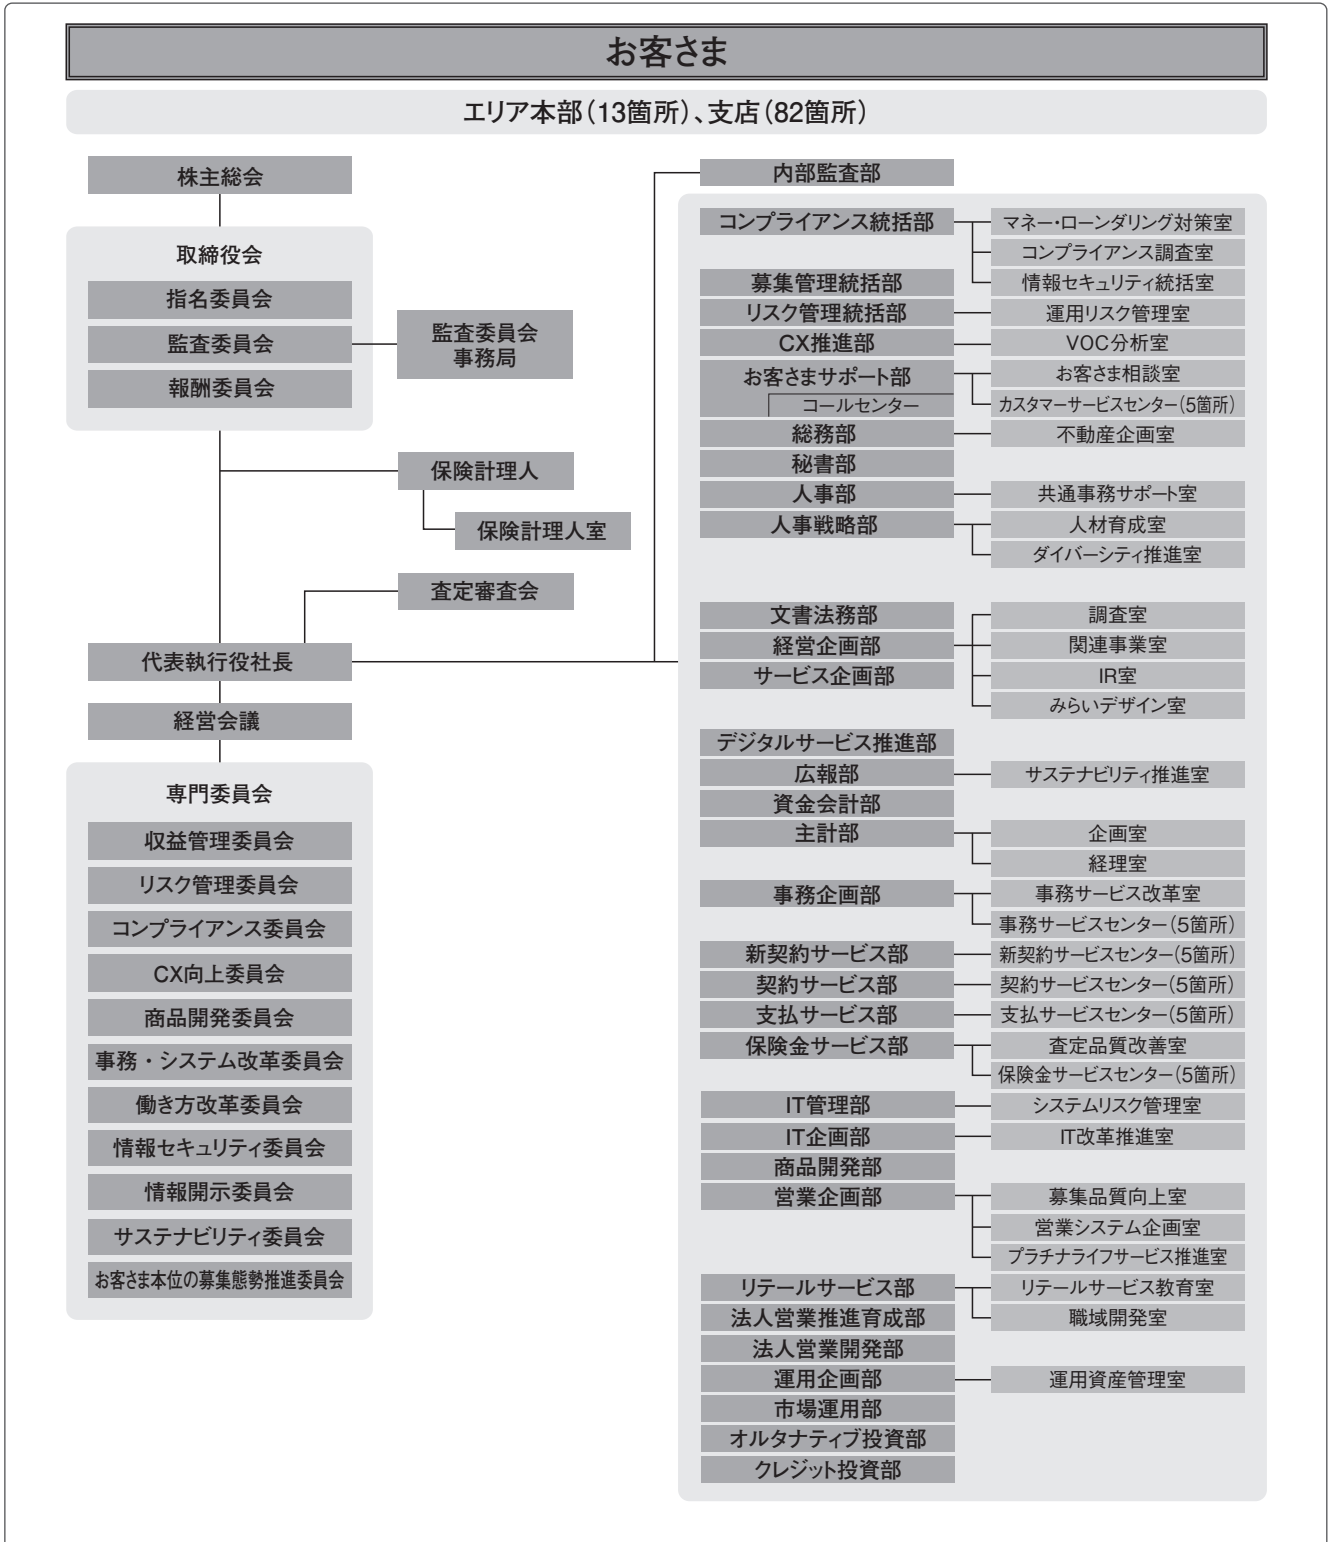 お客さま
エリア本部（13箇所）、支店（82箇所）
株主総会
取締役会
指名委員会
監査委員会
報酬委員会
監査委員会
事務局
保険計理人
保険計理人室
査定審査会
代表執行役社長
経営会議
専門委員会
収益管理委員会
リスク管理委員会
コンプライアンス委員会
CX向上委員会
商品開発委員会
事務・システム改革委員会
働き方改革委員会
情報セキュリティ委員会
情報開示委員会
サステナビリティ委員会
お客さま本位の募集態勢推進委員会
内部監査部
コンプライアンス統括部
マネー・ローンダリング対策室
コンプライアンス調査室
情報セキュリティ統括室
募集管理統括部
リスク管理統括部
運用リスク管理室
CX推進部
VOC分析室
お客さまサポート部
お客さま相談室
コールセンター
カスタマーサービスセンター（5箇所）
総務部
不動産企画室
秘書部
人事部
共通事務サポート室
人事戦略部
人材育成室
ダイバーシティ推進室
文書法務部
経営企画部
サービス企画部
調査室
関連事業室
IR室
みらいデザイン室
デジタルサービス推進部
広報部
サステナビリティ推進室
資金会計部
主計部
企画室
経理室
事務企画部
事務サービス改革室
事務サービスセンター（5箇所）
新契約サービス部
新契約サービスセンター（5箇所）
契約サービス部
契約サービスセンター（5箇所）
支払サービス部
支払サービスセンター（5箇所）
保険金サービス部
査定品質改善室
保険金サービスセンター（5箇所）
IT管理部
システムリスク管理室
IT企画部
IT改革推進室
商品開発部
営業企画部
募集品質向上室
営業システム企画室
プラチナライフサービス推進室
リテールサービス部
リテールサービス教育室
職域開発室
法人営業推進育成部
法人営業開発部
運用企画部
運用資産管理室
市場運用部
オルタナティブ投資部
クレジット投資部